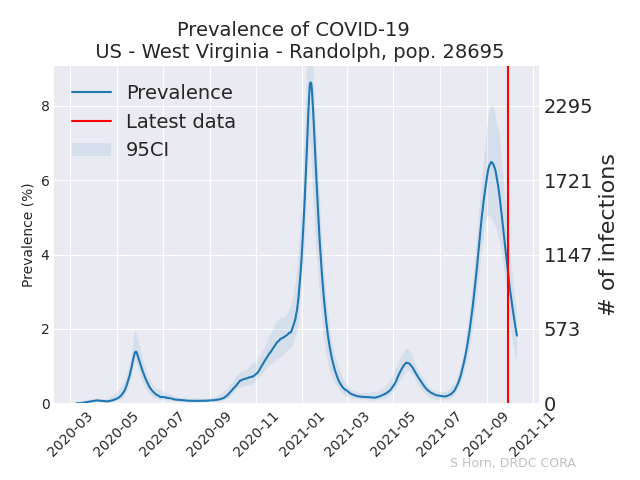 Prevalence of COVID-19
US - West Virginia - Randolph, pop. 28695
Prevalence
Latest data
95CI
Prevalence (%)
8
6
4
2
0
2295
1721
1147
573
0
# of infections
2020-03
2020-05
2020-07
2020-09
2020-11
2021-01
2021-03
2021-05
2021-07
2021-09
2021-11
S Horn, DRDC CORA